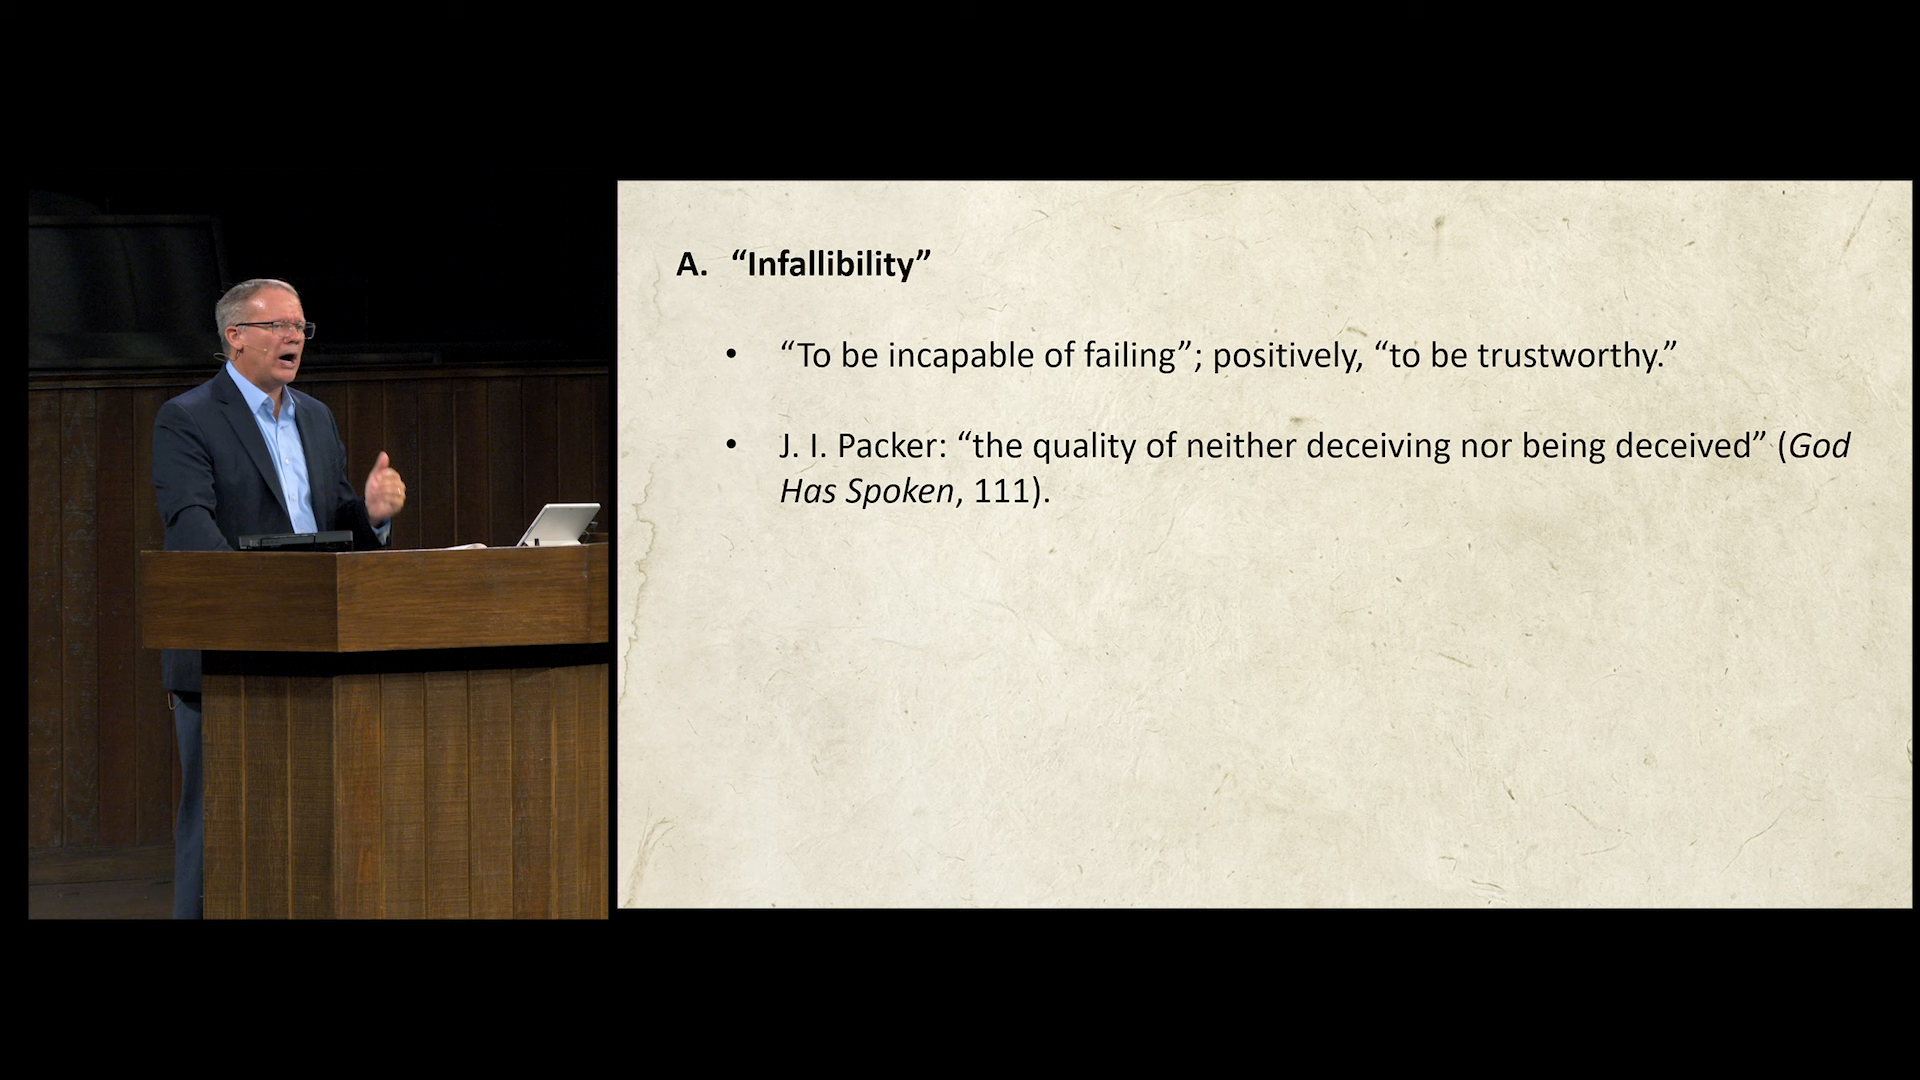 A. “Infallibility”
• “To be incapable of failing”; positively, “to be trustworthy.”
• J. I. Packer: “the quality of neither deceiving nor being deceived” (God
Has Spoken, 111).